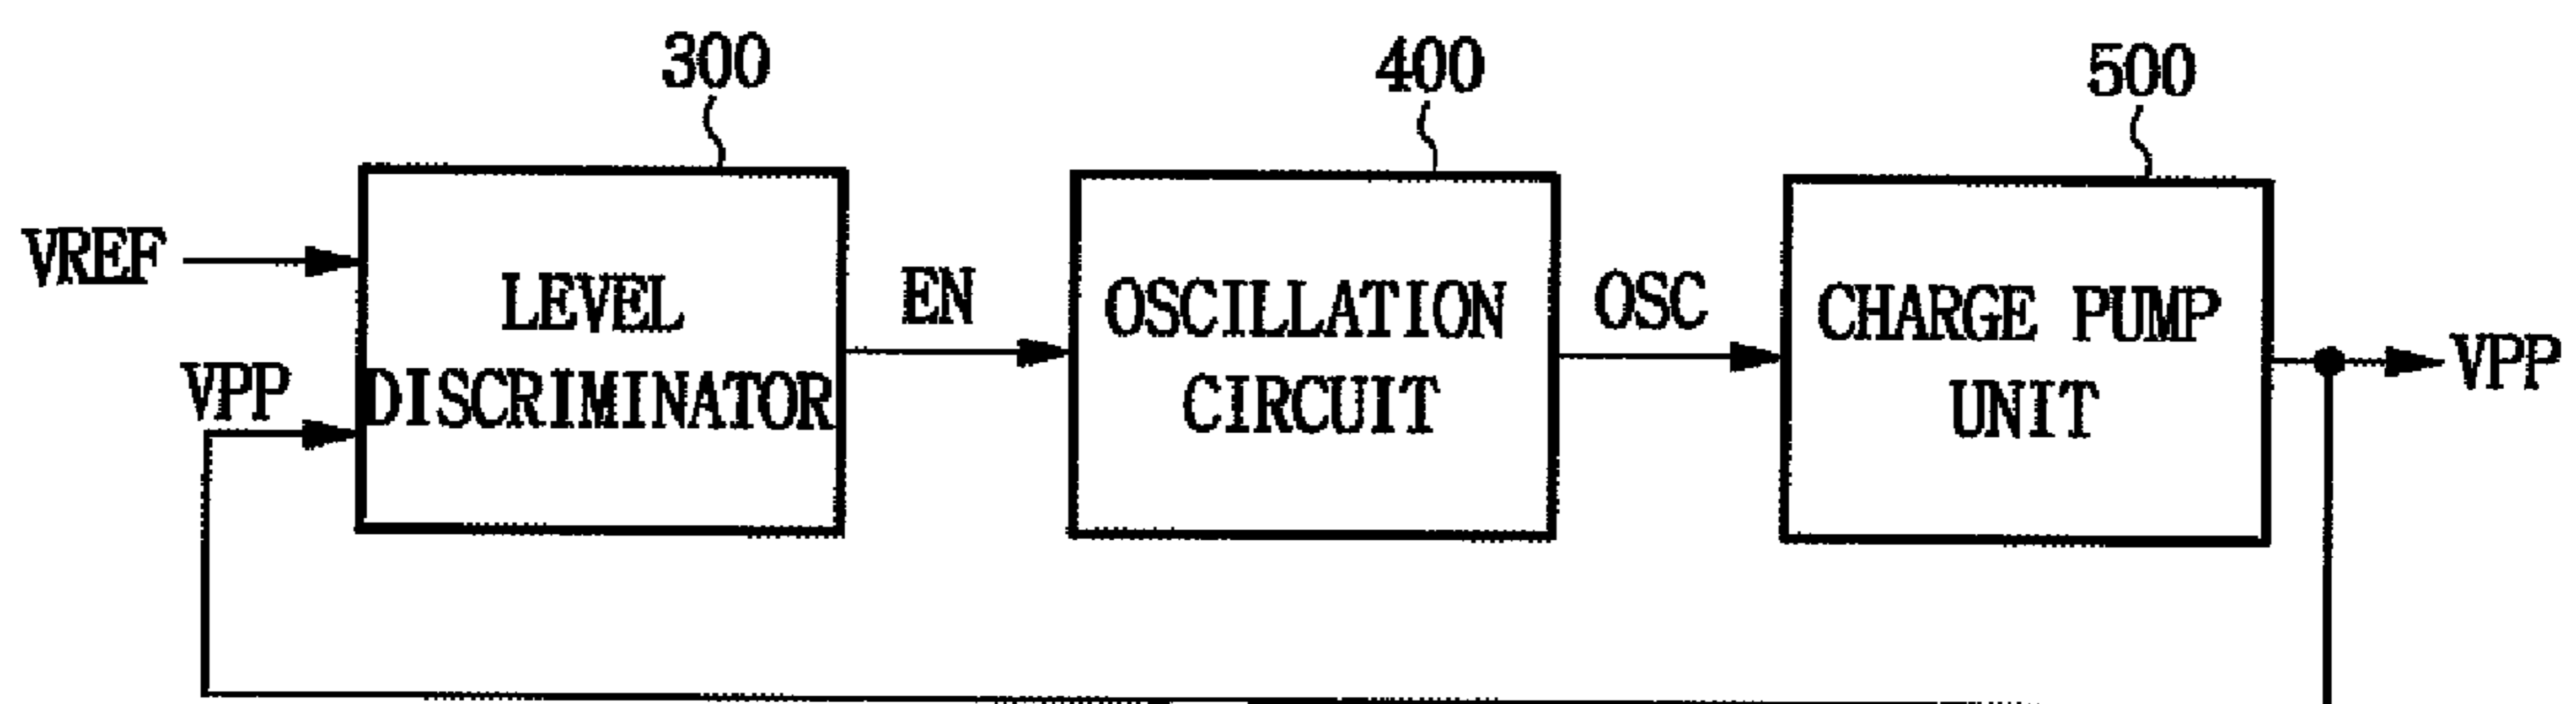 300
400
500
VREF
LEVEL
DISCRIMINATOR
VPP
EN
OSCILLATION
CIRCUIT
OSC
CHARGE PUMP
UNIT
VPP